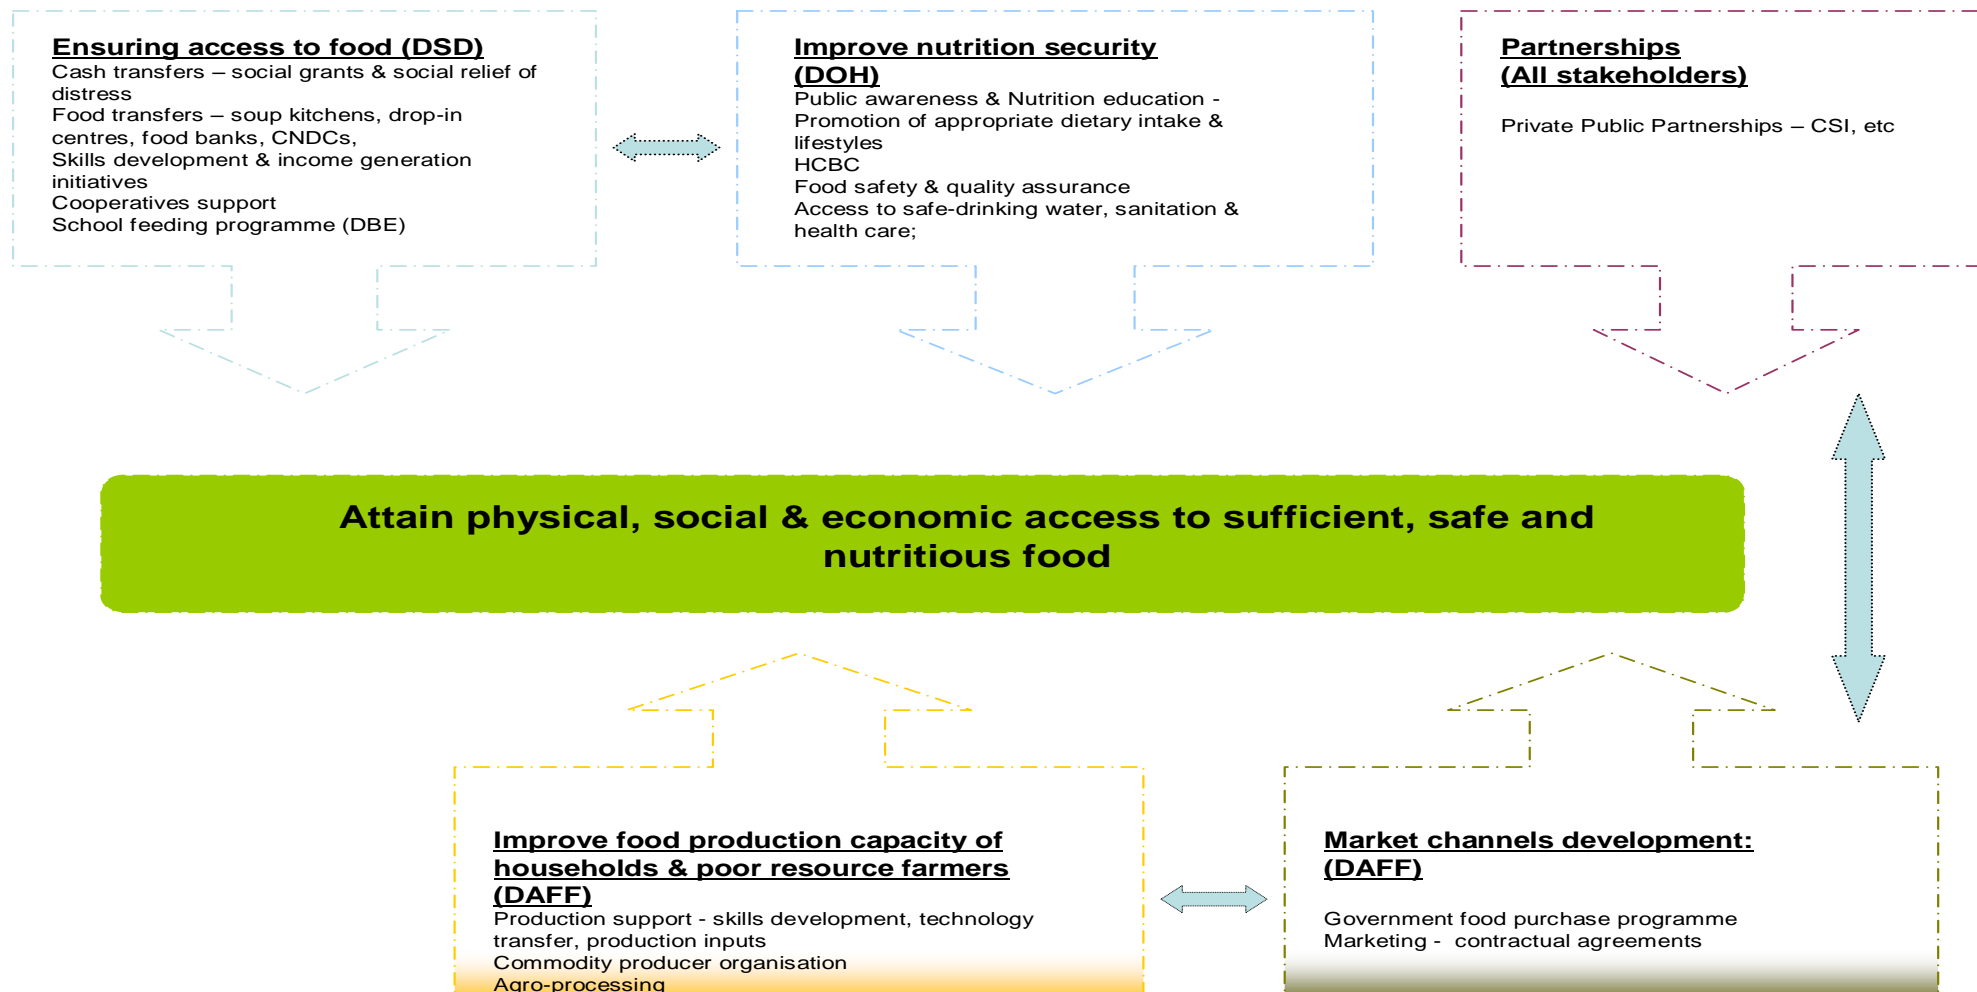 Ensuring access to food (DSD)
Cash transfers – social grants & social relief of
distress
Food transfers – soup kitchens, drop-in
centres, food banks, CNDCs,
Skills development & income generation
initiatives
Cooperatives support
School feeding programme (DBE)
Improve nutrition security
(DOH)
Public awareness & Nutrition education -
Promotion of appropriate dietary intake &
lifestyles
HCBC
Food safety & quality assurance
Access to safe-drinking water, sanitation &
health care;
Partnerships
(All stakeholders)
Private Public Partnerships – CSI, etc
Attain physical, social & economic access to sufficient, safe and
nutritious food
Improve food production capacity of
households & poor resource farmers
(DAFF)
Production support - skills development, technology
transfer, production inputs
Commodity producer organisation
Agro-processing
Market channels development:
(DAFF)
Government food purchase programme
Marketing - contractual agreements